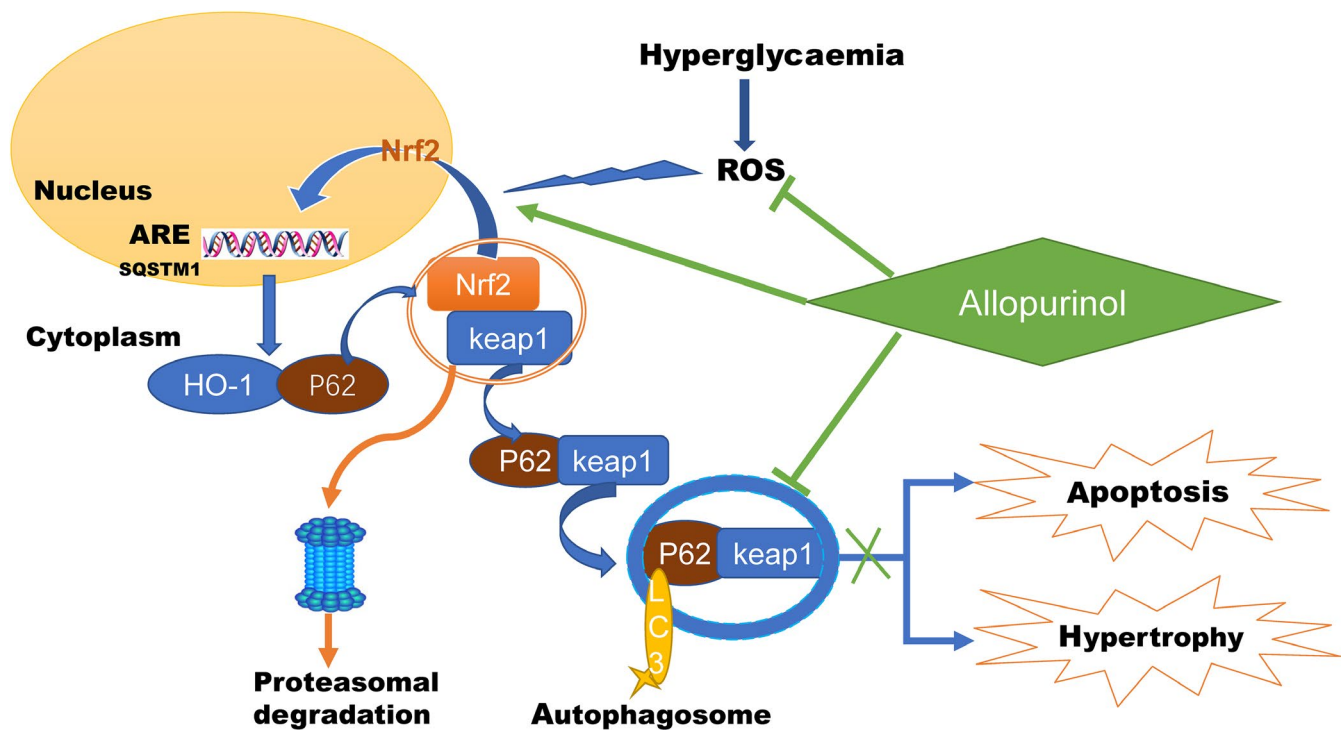 Hyperglycaemia
ROS
Nrf2
Nucleus
ARE
SQSTM1
Nrf2
keap1
Allopurinol
Cytoplasm
HO-1
P62
P62
keap1
P62
keap1
LC3
Apoptosis
Hypertrophy
Proteasomal
degradation
Autophagosome